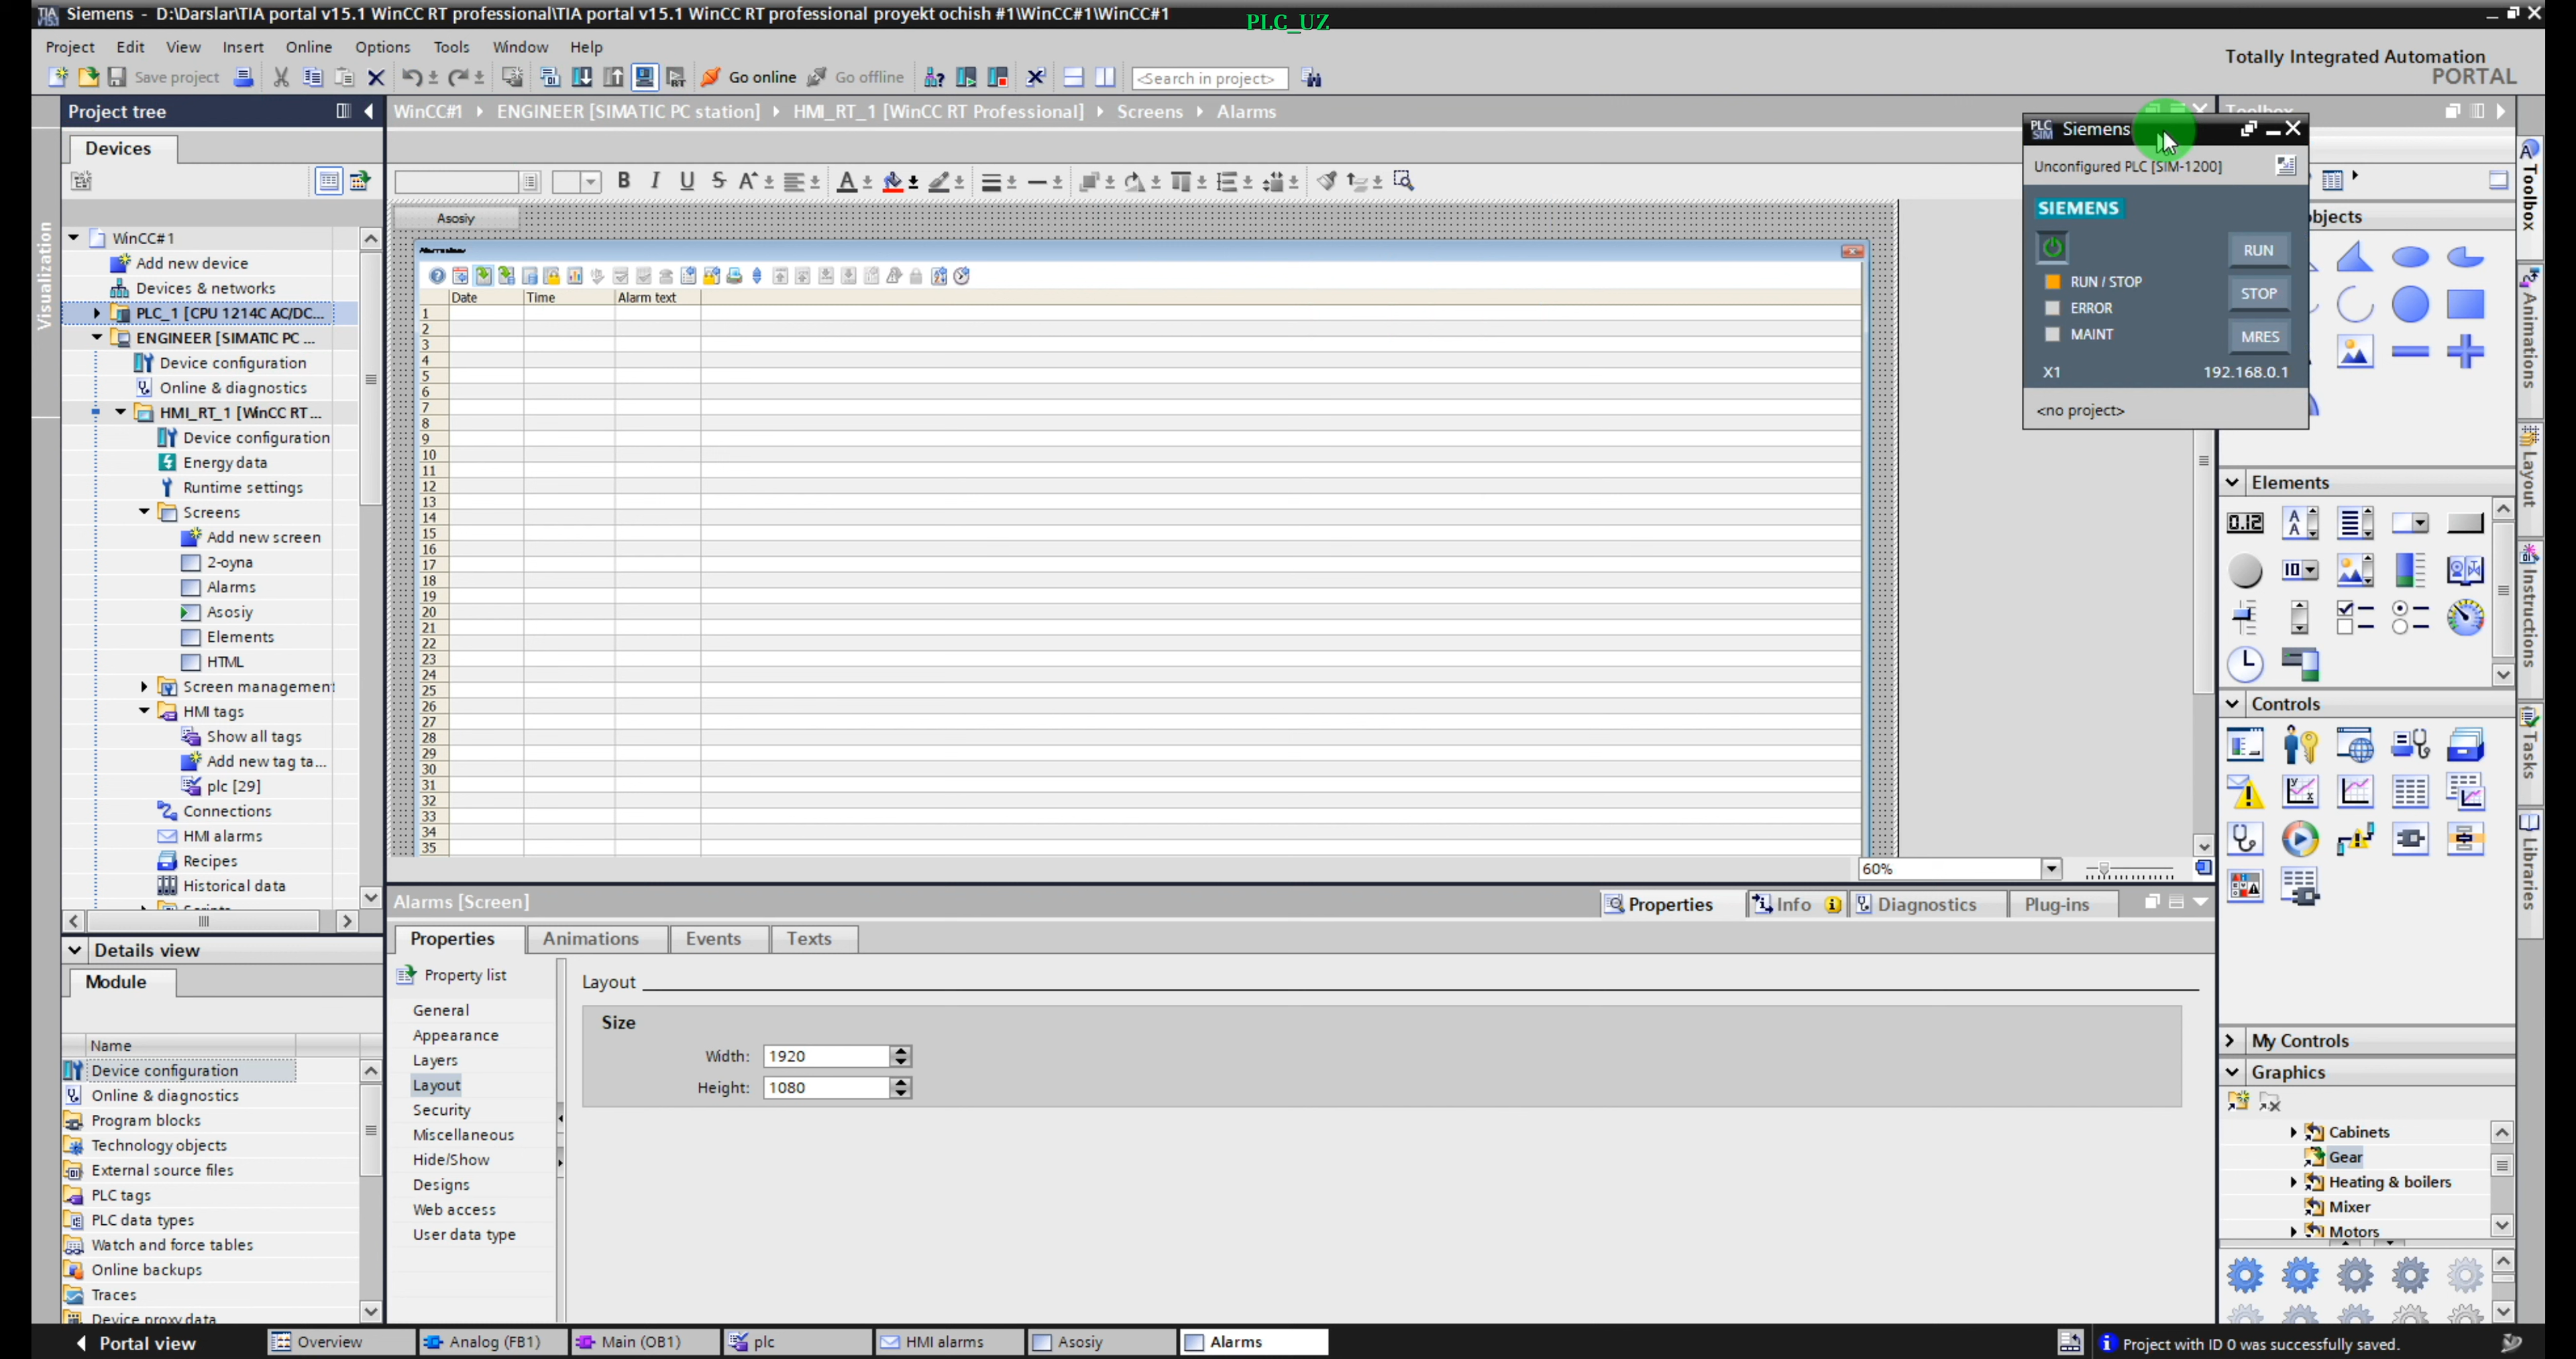 Siemens - D:\Darslar\TIA portal v15.1 WinCC RT professional\TIA portal v15.1 WinCC RT professional proyekt ochish #1\WinCC#1\WinCC#1
PLC_UZ
Project Edit View Insert Online Options Tools Window Help
Totally Integrated Automation
PORTAL
Save project
Go online
Go offline
<Search in project>
Project tree
WinCC#1 ENGINEER [SIMATIC PC station] HMI_RT_1 [WinCC RT Professional] Screens Alarms
Toolbox
Devices
Visualization
WinCC#1
Add new device
Devices & networks
PLC_1 [CPU 1214C AC/DC...
ENGINEER [SIMATIC PC ...
Device configuration
Online & diagnostics
HMI_RT_1 [WinCC RT ...
Device configuration
Energy data
Runtime settings
Screens
Add new screen
2-oyna
Alarms
Asosiy
Elements
HTML
Screen management
HMI tags
Show all tags
Add new tag ta...
plc [29]
Connections
HMI alarms
Recipes
Historical data
Scripts
Details view
Module
Name
Device configuration
Online & diagnostics
Program blocks
Technology objects
External source files
PLC tags
PLC data types
Watch and force tables
Online backups
Traces
Device proxy data
B I U S A A
Asosiy
Date Time Alarm text
1
2
3
4
5
6
7
8
9
10
11
12
13
14
15
16
17
18
19
20
21
22
23
24
25
26
27
28
29
30
31
32
33
34
35
60%
PLC SIM Siemens
Unconfigured PLC [SIM-1200]
SIEMENS
RUN
RUN / STOP
STOP
ERROR
MAINT
MRES
X1 192.168.0.1
<no project>
bjects
Elements
0.12
Controls
My Controls
Graphics
Cabinets
Gear
Heating & boilers
Mixer
Motors
Toolbox
Animations
Layout
Instructions
Tasks
Libraries
Alarms [Screen]
Properties Info Diagnostics Plug-ins
Properties Animations Events Texts
Property list
General
Appearance
Layers
Layout
Security
Miscellaneous
Hide/Show
Designs
Web access
User data type
Layout
Size
Width: 1920
Height: 1080
Portal view
Overview
Analog (FB1)
Main (OB1)
plc
HMI alarms
Asosiy
Alarms
Project with ID 0 was successfully saved.